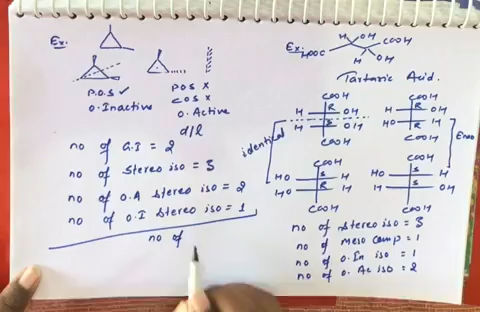 Ex.
P.O.S ✓
O.Inactive
POS X
COS X
O. Active
d/l
no of G.I = 2
no of Stereo iso = 3
no of O.A Stereo iso = 2
no of O.I Stereo iso = 1
no of
Ex.
H OH
HOOC COOH
H OH
Tartaric Acid.
COOH COOH
H R OH H R OH
H S OH HO R H
COOH COOH
identical
Enan
COOH COOH
HO S H HO S H
HO R H H S OH
COOH COOH
no of stereo iso = 3
no of meso comp = 1
no of O. In iso = 1
no of O. Ac iso = 2